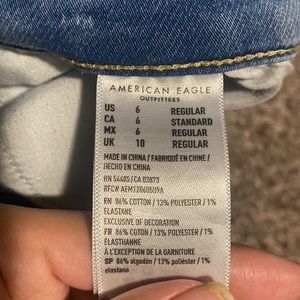 AMERICAN EAGLE
OUTFITTERS
US 6 REGULAR
CA 6 STANDARD
MX 6 REGULAR
UK 10 REGULAR
MADE IN CHINA / FABRIQUÉ EN CHINE /
HECHO EN CHINA
RN 54485/CA 03873
RFC#
EN 86% COTTON / 13% POLYESTER / 1%
ELASTANE
EXCLUSIVE OF DECORATION
FR 86% COTON / 13% POLYESTER / 1%
ÉLASTHANNE
À L'EXCEPTION DE LA GARNITURE
SP 86% algodón / 13% poliéster / 1%
elastano